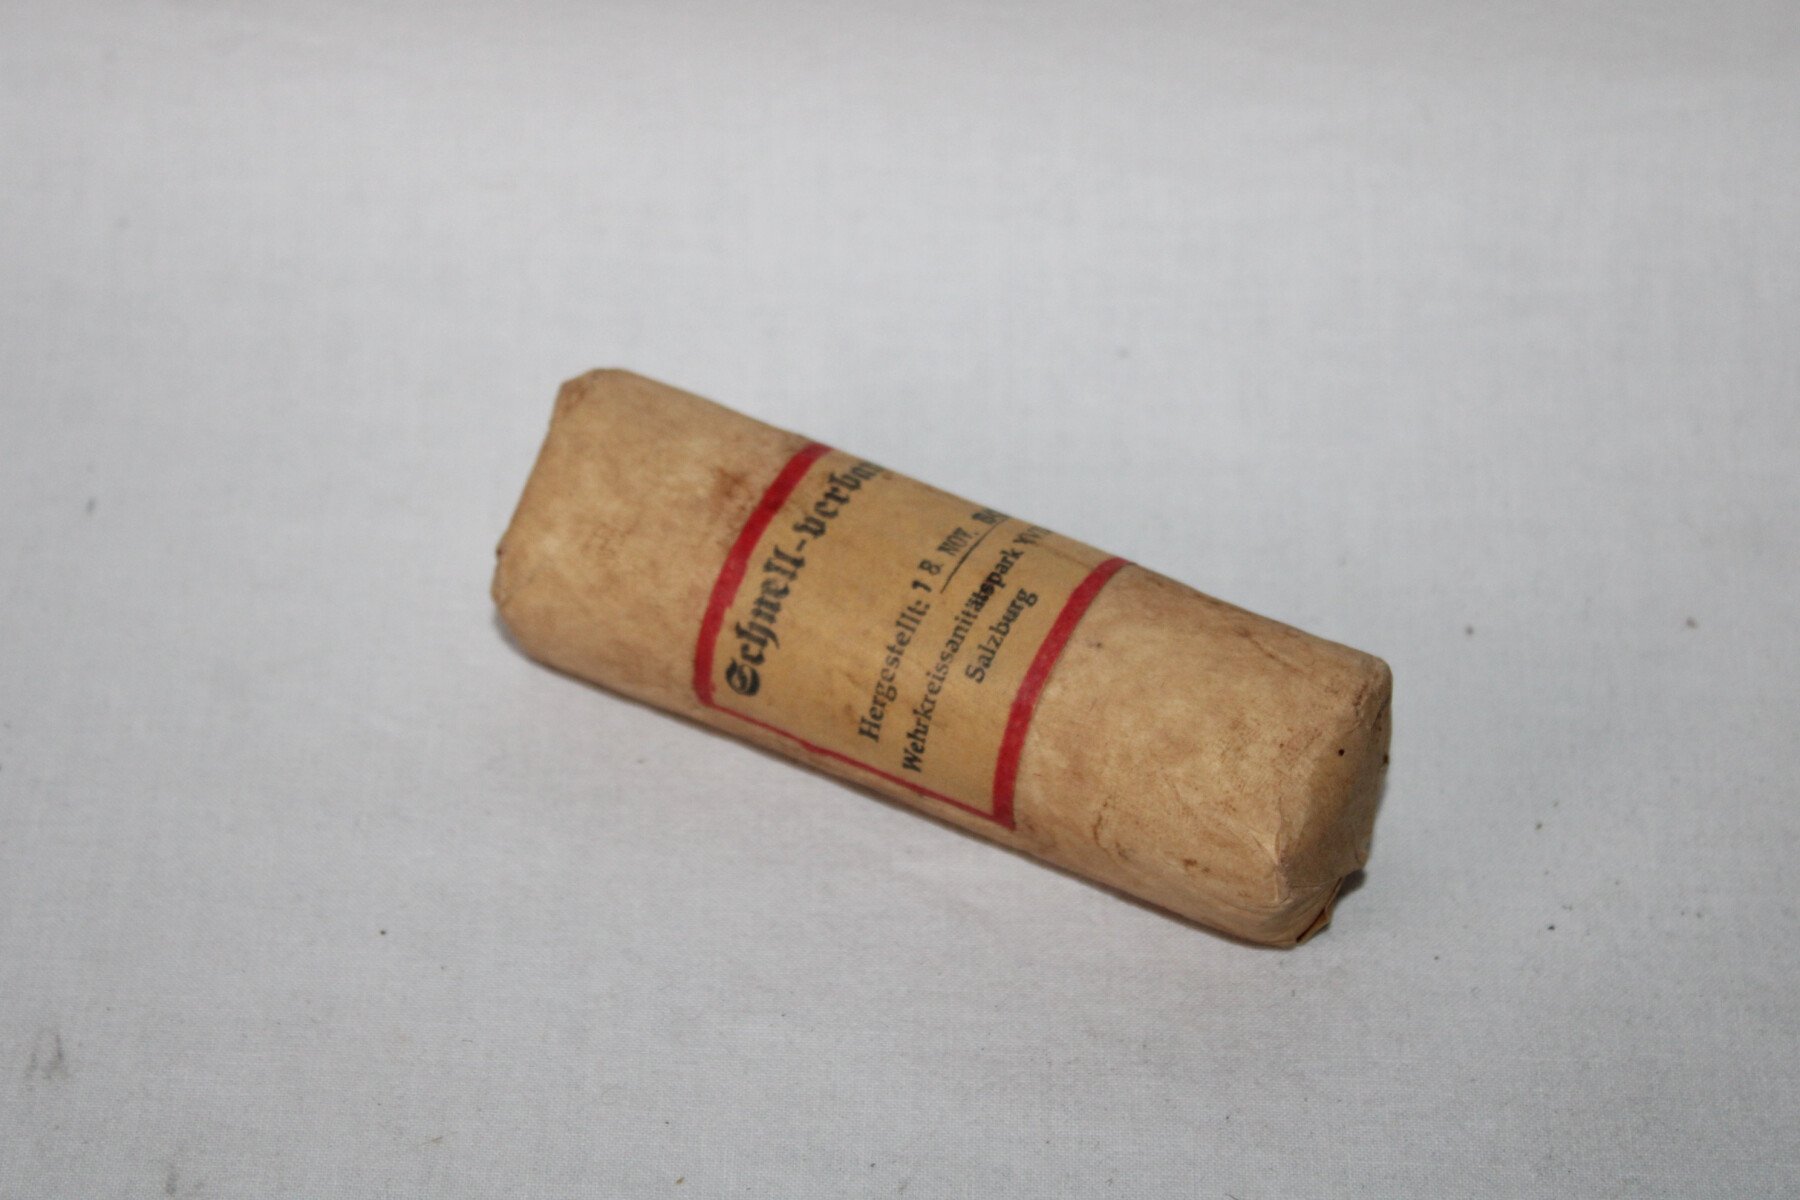 Schnell-verban
Hergestellt: 18. NOV.
Wehrkreissanitätspark
Salzburg